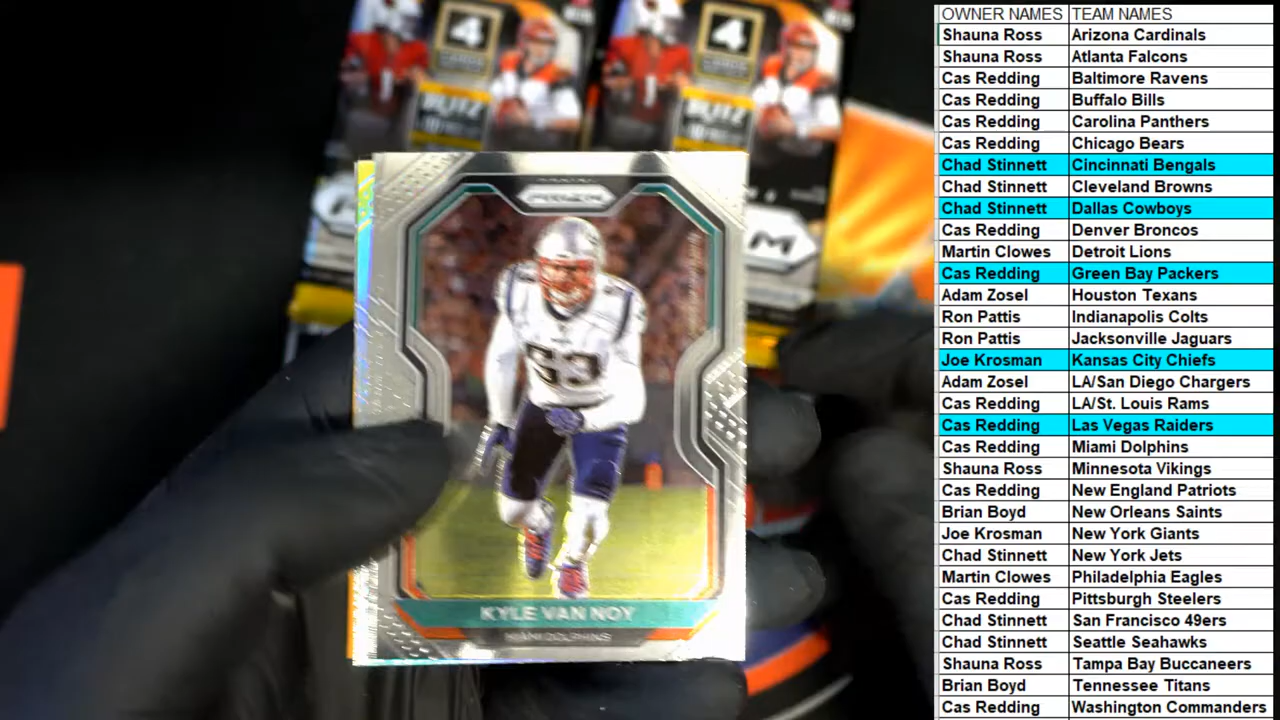 OWNER NAMES TEAM NAMES
Shauna Ross Arizona Cardinals
Shauna Ross Atlanta Falcons
Cas Redding Baltimore Ravens
Cas Redding Buffalo Bills
Cas Redding Carolina Panthers
Cas Redding Chicago Bears
Chad Stinnett Cincinnati Bengals
Chad Stinnett Cleveland Browns
Chad Stinnett Dallas Cowboys
Cas Redding Denver Broncos
Martin Clowes Detroit Lions
Cas Redding Green Bay Packers
Adam Zosel Houston Texans
Ron Pattis Indianapolis Colts
Ron Pattis Jacksonville Jaguars
Joe Krosman Kansas City Chiefs
Adam Zosel LA/San Diego Chargers
Cas Redding LA/St. Louis Rams
Cas Redding Las Vegas Raiders
Cas Redding Miami Dolphins
Shauna Ross Minnesota Vikings
Cas Redding New England Patriots
Brian Boyd New Orleans Saints
Joe Krosman New York Giants
Chad Stinnett New York Jets
Martin Clowes Philadelphia Eagles
Cas Redding Pittsburgh Steelers
Chad Stinnett San Francisco 49ers
Chad Stinnett Seattle Seahawks
Shauna Ross Tampa Bay Buccaneers
Brian Boyd Tennessee Titans
Cas Redding Washington Commanders
4
4
BLITZ
BLITZ
PRIZM
53
KYLE VAN NOY
MIAMI DOLPHINS